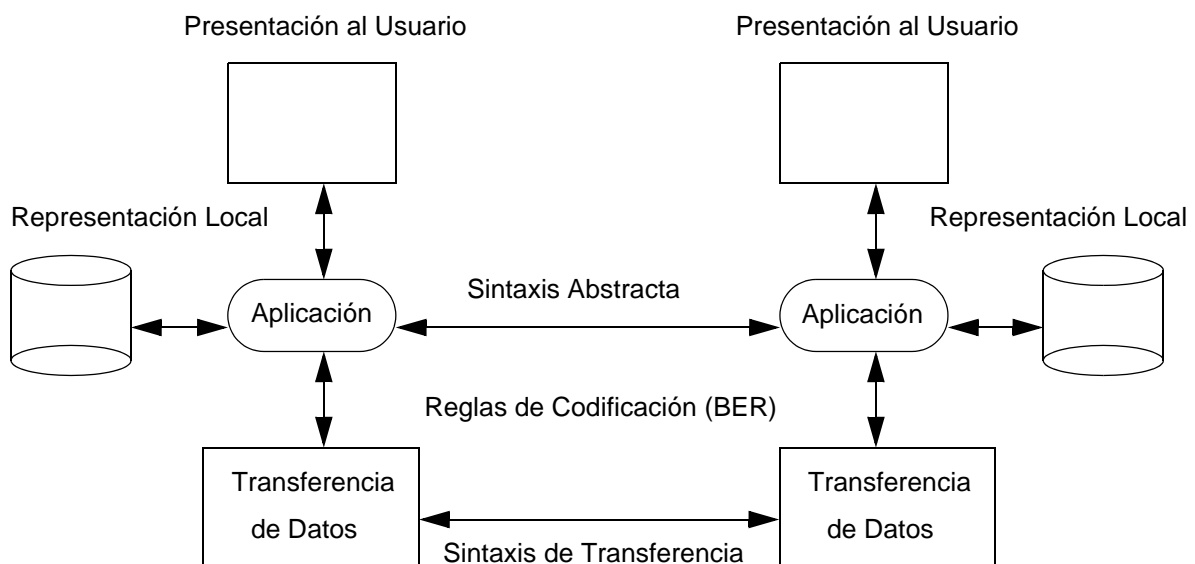 Presentación al Usuario
Presentación al Usuario
Representación Local
Representación Local
Aplicación
Sintaxis Abstracta
Aplicación
Reglas de Codificación (BER)
Transferencia
de Datos
Transferencia
de Datos
Sintaxis de Transferencia